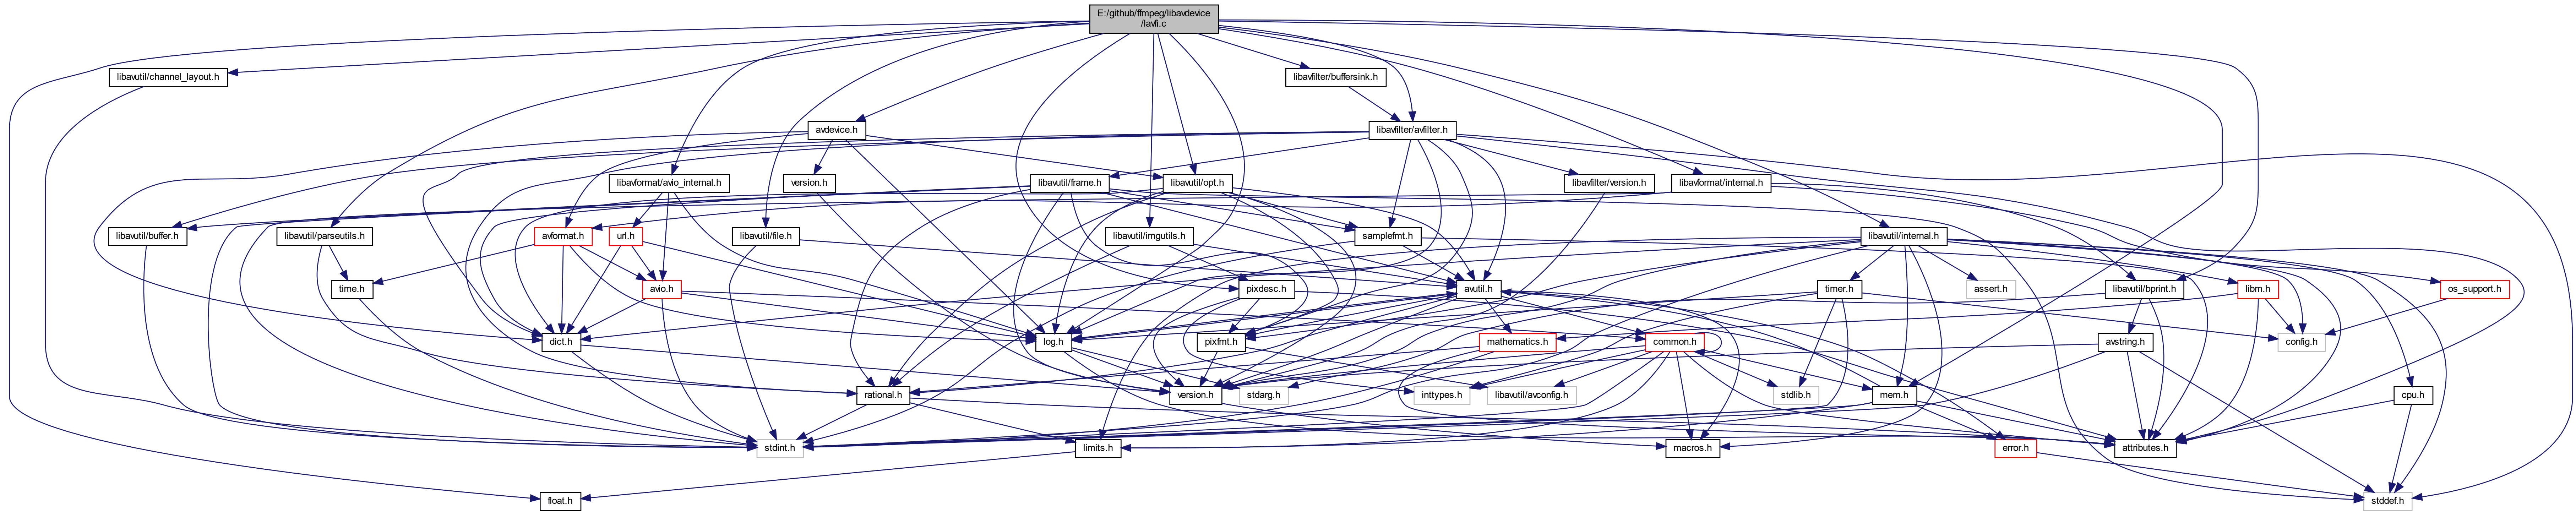 E:/github/ffmpeg/libavdevice
/lavfi.c
libavutil/channel_layout.h
libavfilter/buffersink.h
avdevice.h
libavfilter/avfilter.h
libavformat/avio_internal.h
version.h
libavutil/frame.h
libavutil/opt.h
libavfilter/version.h
libavformat/internal.h
libavutil/buffer.h
libavutil/parseutils.h
avformat.h
url.h
libavutil/file.h
libavutil/imgutils.h
samplefmt.h
libavutil/internal.h
time.h
avio.h
pixdesc.h
avutil.h
timer.h
assert.h
libavutil/bprint.h
libm.h
os_support.h
dict.h
log.h
pixfmt.h
mathematics.h
common.h
avstring.h
config.h
rational.h
version.h
stdarg.h
inttypes.h
libavutil/avconfig.h
stdlib.h
mem.h
cpu.h
stdint.h
limits.h
macros.h
error.h
attributes.h
float.h
stddef.h